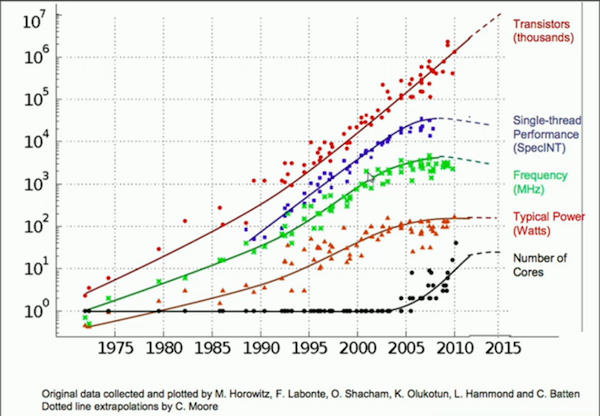 10^7
10^6
10^5
10^4
10^3
10^2
10^1
10^0
1975 1980 1985 1990 1995 2000 2005 2010 2015
Transistors
(thousands)
Single-thread
Performance
(SpecINT)
Frequency
(MHz)
Typical Power
(Watts)
Number of
Cores
Original data collected and plotted by M. Horowitz, F. Labonte, O. Shacham, K. Olukotun, L. Hammond and C. Batten
Dotted line extrapolations by C. Moore